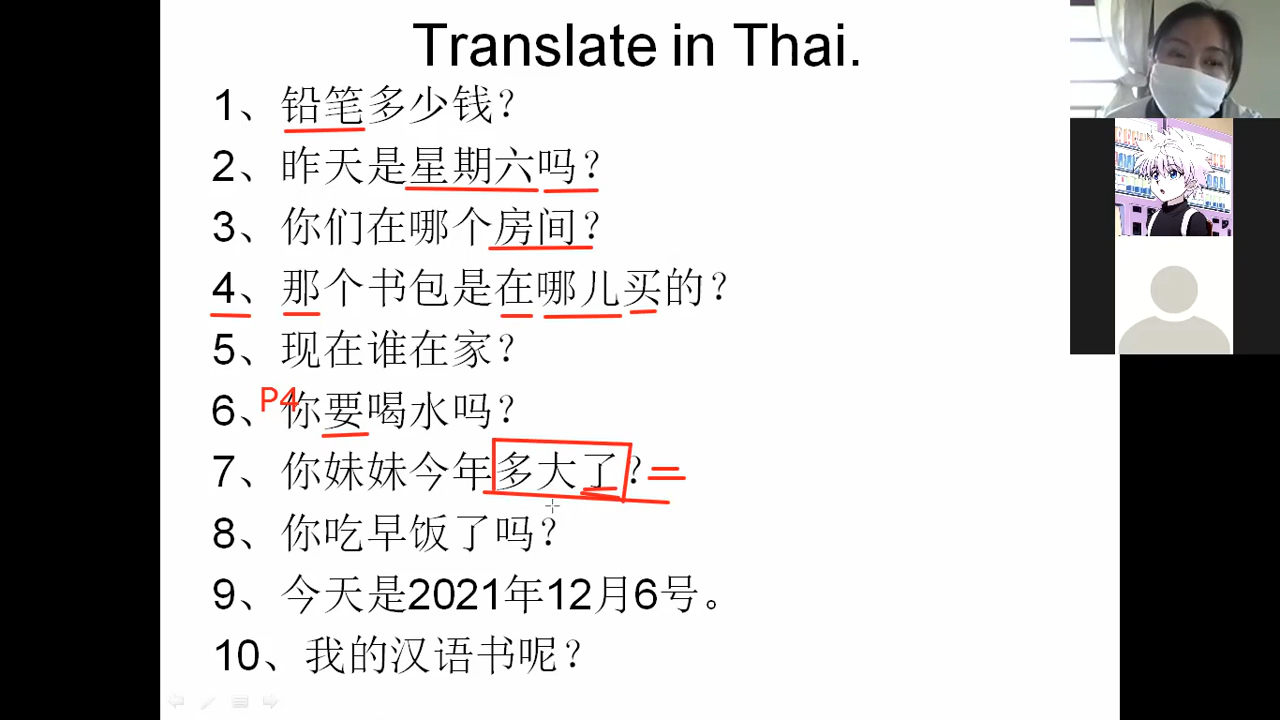 Translate in Thai.
1、铅笔多少钱？
2、昨天是星期六吗？
3、你们在哪个房间？
4、那个书包是在哪儿买的？
5、现在谁在家？
P4
6、你要喝水吗？
7、你妹妹今年多大了？=
8、你吃早饭了吗？
9、今天是2021年12月6号。
10、我的汉语书呢？